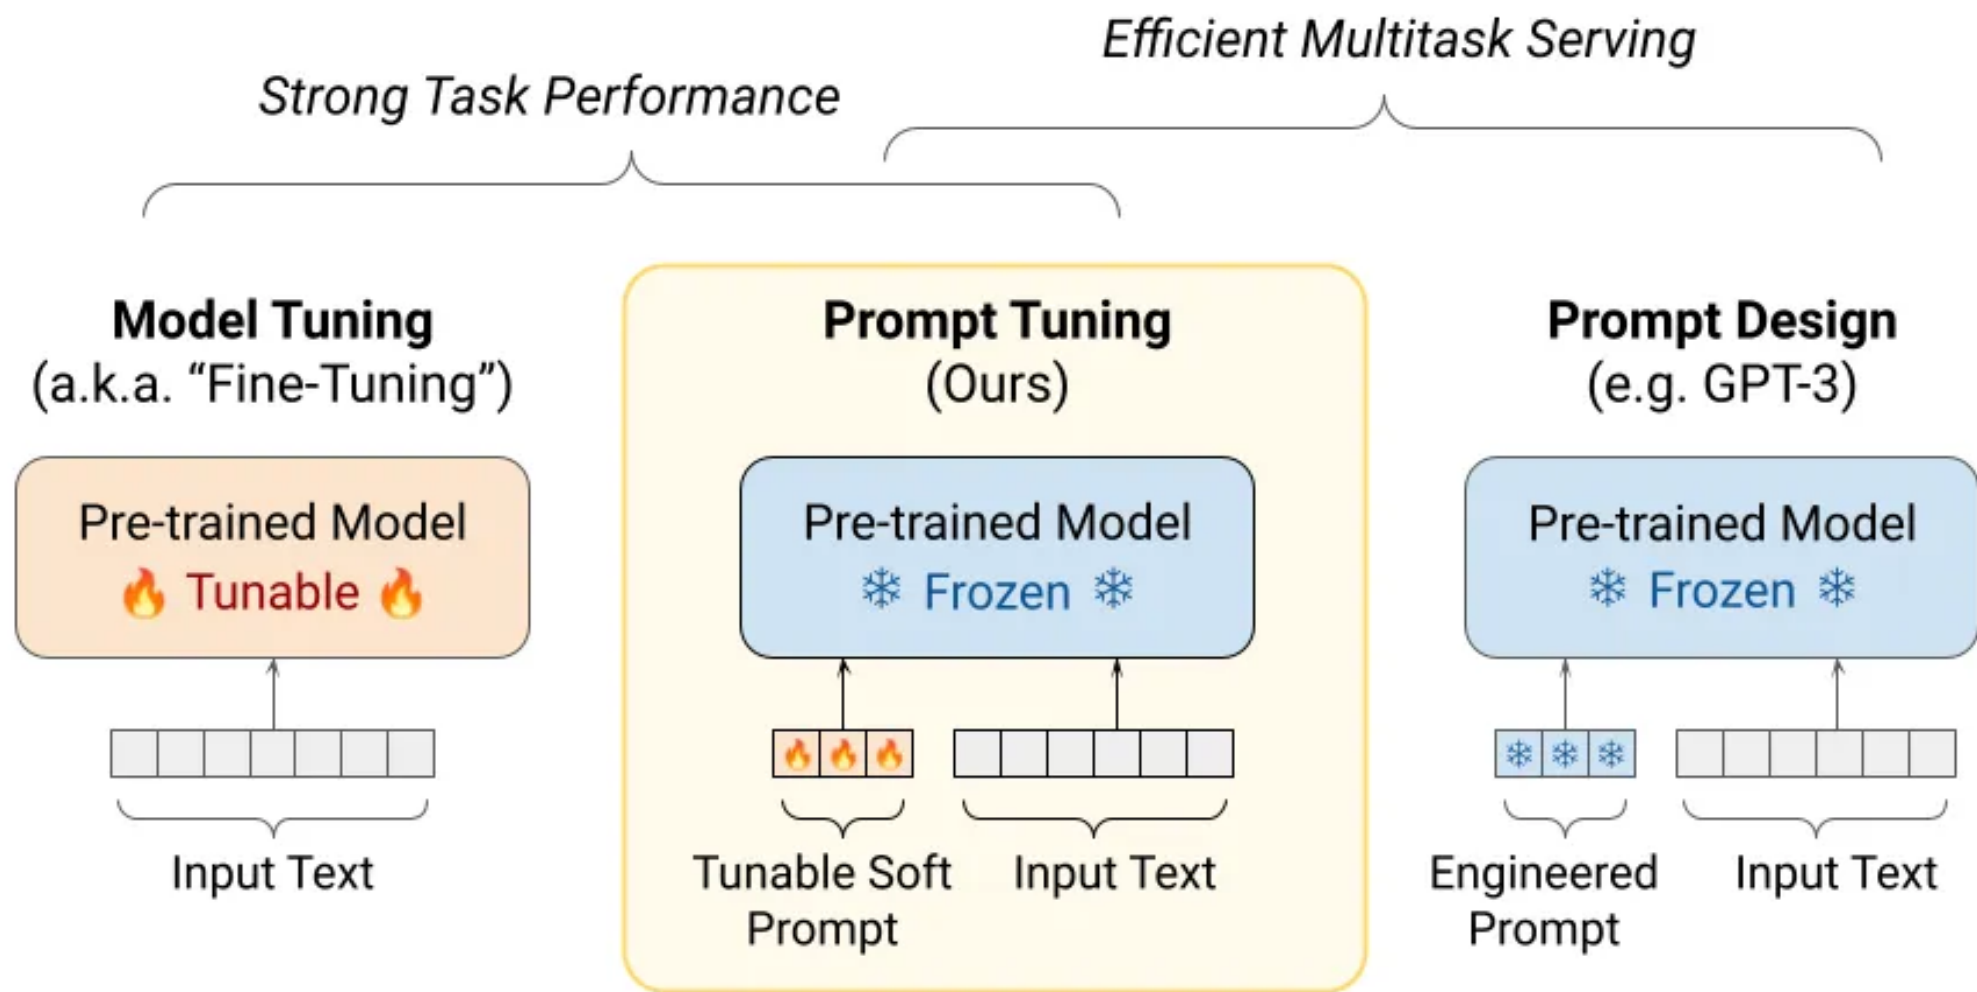 Efficient Multitask Serving
Strong Task Performance
Model Tuning
(a.k.a. “Fine-Tuning”)
Pre-trained Model
Tunable
Input Text
Prompt Tuning
(Ours)
Pre-trained Model
Frozen
Tunable Soft
Prompt
Input Text
Prompt Design
(e.g. GPT-3)
Pre-trained Model
Frozen
Engineered
Prompt
Input Text